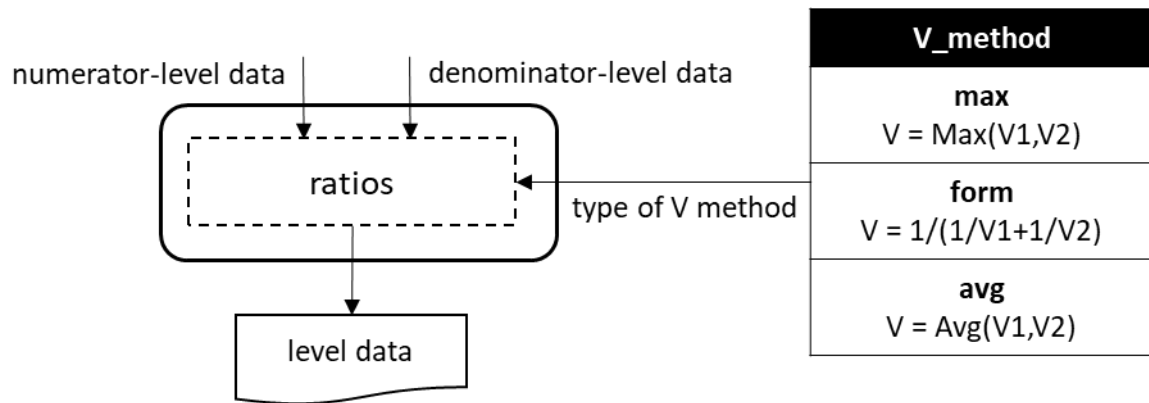 numerator-level data
denominator-level data
ratios
type of V method
level data
V_method
max
V = Max(V1,V2)
form
V = 1/(1/V1+1/V2)
avg
V = Avg(V1,V2)